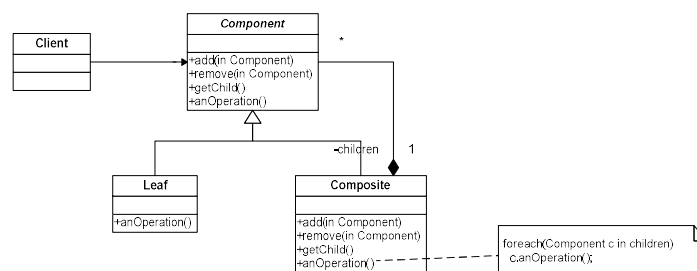 Component
Client
*
+add(in Component)
+remove(in Component)
+getChild()
+anOperation()
-children
1
Leaf
Composite
+anOperation()
+add(in Component)
+remove(in Component)
+getChild()
+anOperation()
foreach(Component c in children)
c.anOperation();